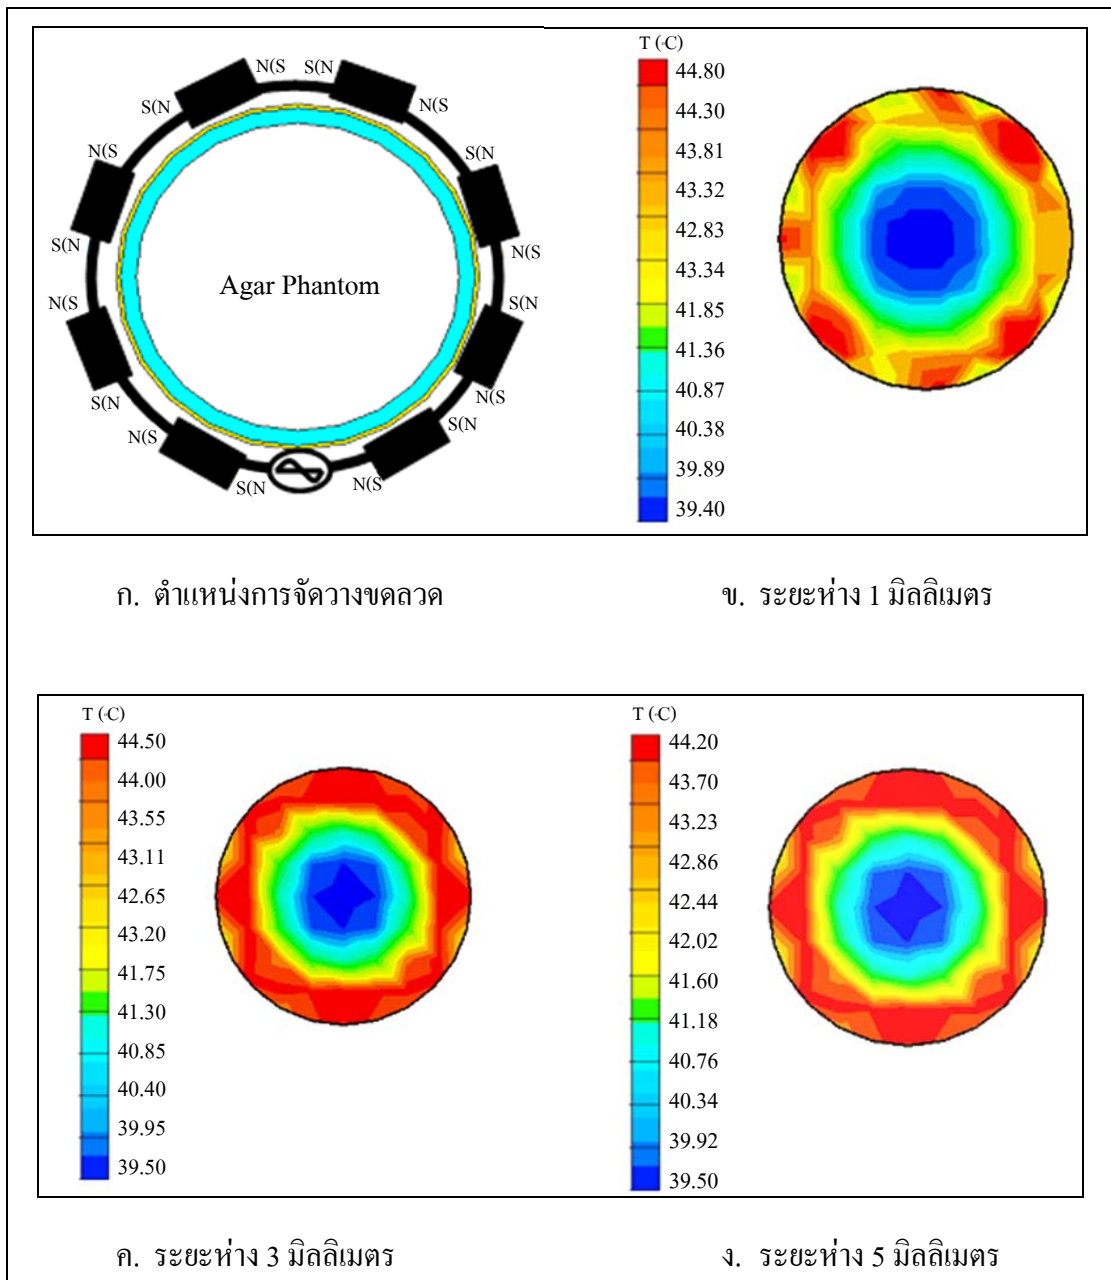 N(S S(N
S(N N(S
N(S S(N
S(N N(S
Agar Phantom
N(S S(N
S(N N(S
N(S S(N
S(N N(S
T (◦C)
44.80
44.30
43.81
43.32
42.83
43.34
41.85
41.36
40.87
40.38
39.89
39.40
ก. ตำแหน่งการจัดวางขดลวด
ข. ระยะห่าง 1 มิลลิเมตร
T (◦C)
44.50
44.00
43.55
43.11
42.65
43.20
41.75
41.30
40.85
40.40
39.95
39.50
T (◦C)
44.20
43.70
43.23
42.86
42.44
42.02
41.60
41.18
40.76
40.34
39.92
39.50
ค. ระยะห่าง 3 มิลลิเมตร
ง. ระยะห่าง 5 มิลลิเมตร